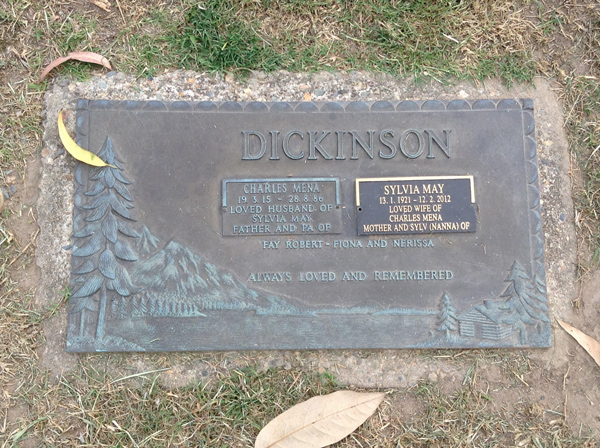 DICKINSON
CHARLES MENA
19.3.15 - 28.8.86
LOVED HUSBAND OF
SYLVIA MAY
FATHER AND PA OF
SYLVIA MAY
13.1.1921 - 12.2.2012
LOVED WIFE OF
CHARLES MENA
MOTHER AND SYLV (NANNA) OF
FAY ROBERT - FIONA AND NERISSA
ALWAYS LOVED AND REMEMBERED